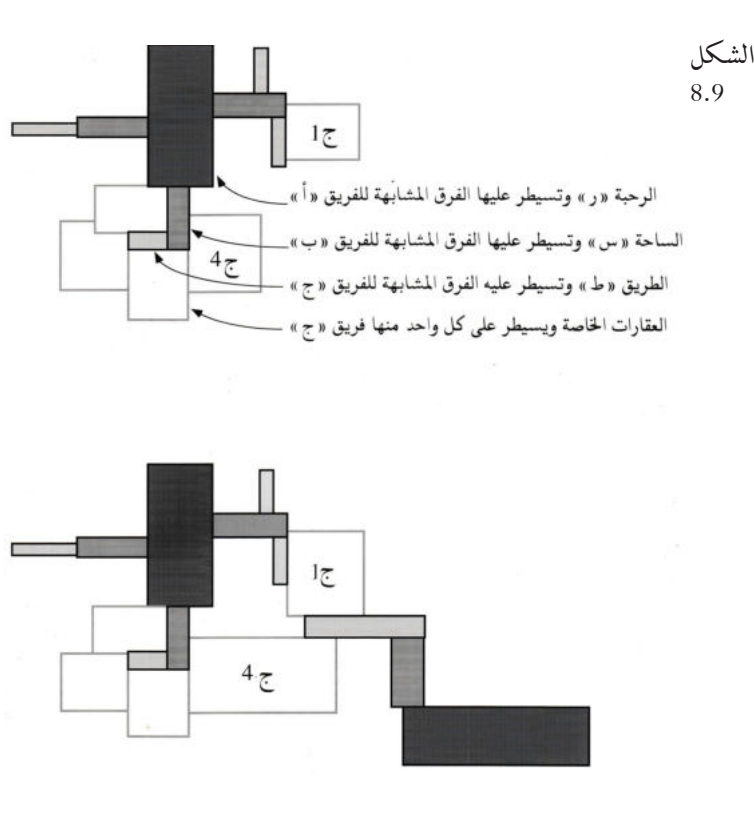 الشكل
8.9
ج1
الرحبة «ر» وتسيطر عليها الفرق المشابهة للفريق «أ»
الساحة «س» وتسيطر عليها الفرق المشابهة للفريق «ب»
ج4
الطريق «ط» وتسيطر عليه الفرق المشابهة للفريق «ج»
العقارات الخاصة ويسيطر على كل واحد منها فريق «ج»
ج1
ج4